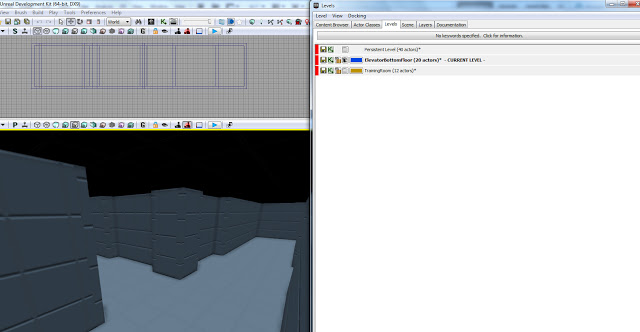 Unreal Development Kit (64-bit, DX9)
View Brush Build Play Tools Preferences Help
World
S
G
P
G
Levels
Level View Docking
Content Browser Actor Classes Levels Scene Layers Documentation
No keywords specified. Click for information.
Persistent Level (40 actors)*
ElevatorBottomFloor (20 actors)* - CURRENT LEVEL -
TrainingRoom (12 actors)*